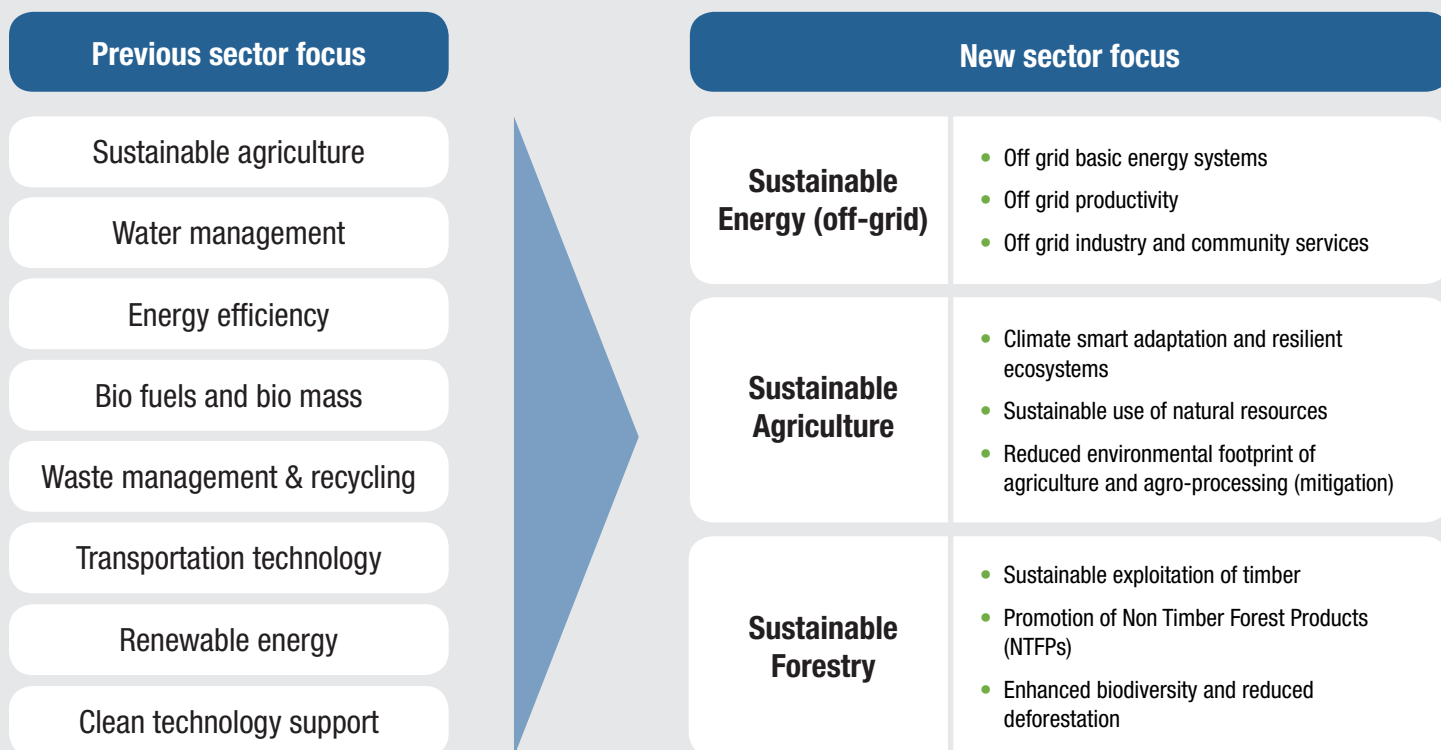 Previous sector focus
Sustainable agriculture
Water management
Energy efficiency
Bio fuels and bio mass
Waste management & recycling
Transportation technology
Renewable energy
Clean technology support
New sector focus
Sustainable
Energy (off-grid)
• Off grid basic energy systems
• Off grid productivity
• Off grid industry and community services
Sustainable
Agriculture
• Climate smart adaptation and resilient
ecosystems
• Sustainable use of natural resources
• Reduced environmental footprint of
agriculture and agro-processing (mitigation)
Sustainable
Forestry
• Sustainable exploitation of timber
• Promotion of Non Timber Forest Products
(NTFPs)
• Enhanced biodiversity and reduced
deforestation